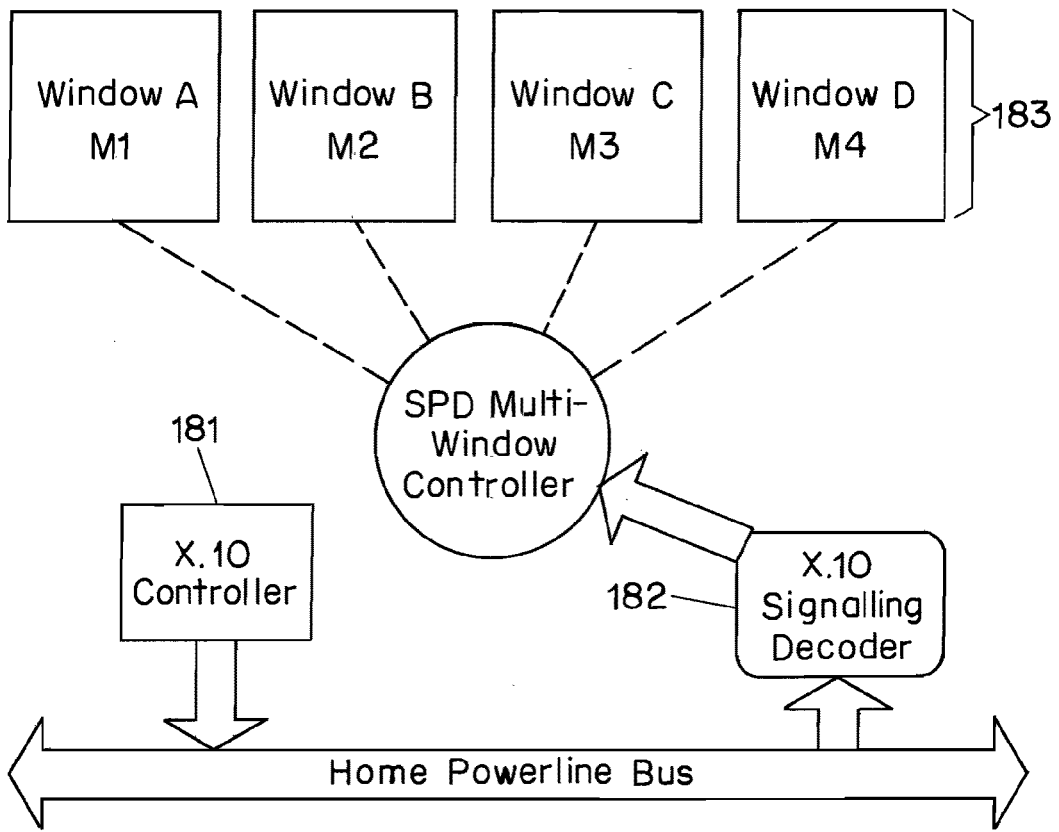 Window A
M1
Window B
M2
Window C
M3
Window D
M4
183
SPD Multi-
Window
Controller
181
X.10
Controller
182
X.10
Signalling
Decoder
Home Powerline Bus